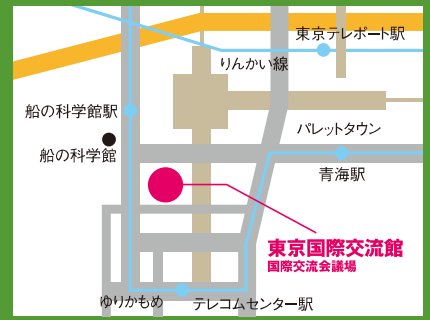 東京テレポート駅
りんかい線
船の科学館駅
パレットタウン
船の科学館
青海駅
東京国際交流館
国際交流会議場
ゆりかもめ
テレコムセンター駅